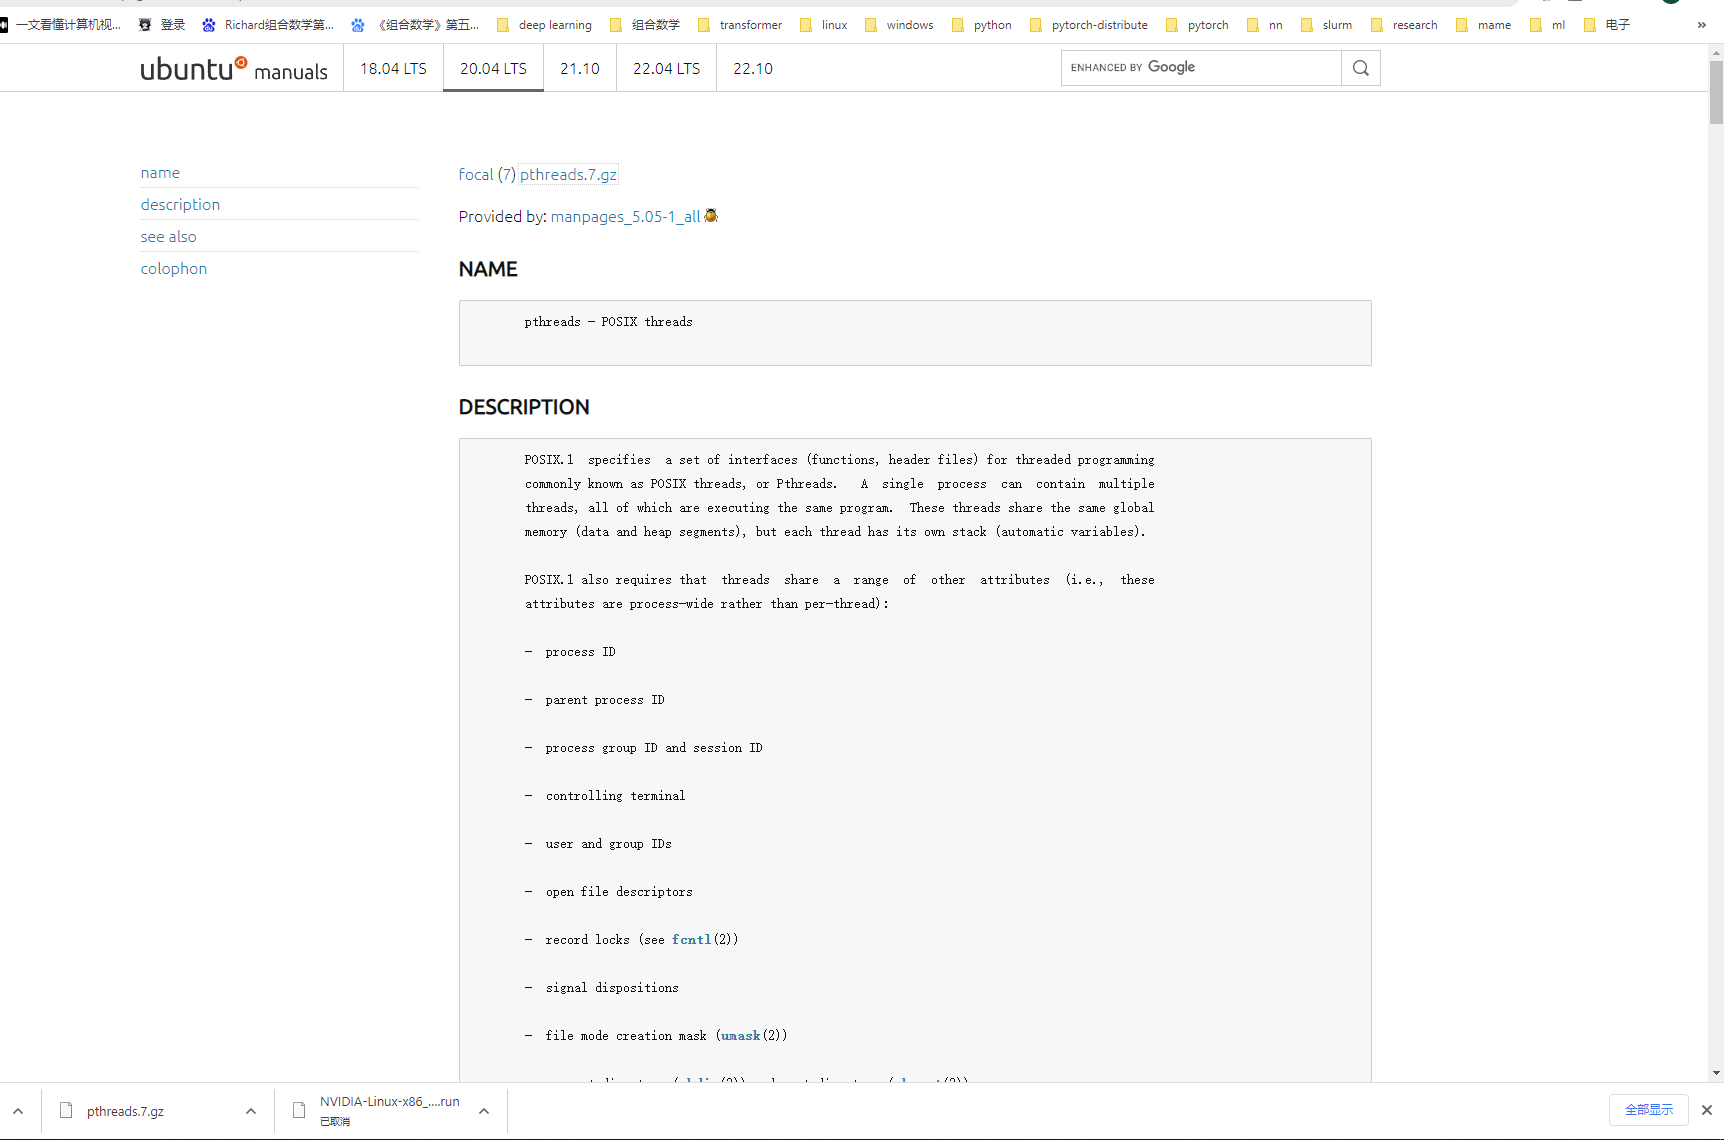 一文看懂计算机视...
登录
Richard组合数学第...
《组合数学》第五...
deep learning
组合数学
transformer
linux
windows
python
pytorch-distribute
pytorch
nn
slurm
research
mame
ml
电子
»
ubuntu manuals
18.04 LTS
20.04 LTS
21.10
22.04 LTS
22.10
ENHANCED BY Google
name
description
see also
colophon
focal (7) pthreads.7.gz
Provided by: manpages_5.05-1_all
NAME
pthreads - POSIX threads
DESCRIPTION
POSIX.1 specifies a set of interfaces (functions, header files) for threaded programming
commonly known as POSIX threads, or Pthreads. A single process can contain multiple
threads, all of which are executing the same program. These threads share the same global
memory (data and heap segments), but each thread has its own stack (automatic variables).
POSIX.1 also requires that threads share a range of other attributes (i.e., these
attributes are process-wide rather than per-thread):
- process ID
- parent process ID
- process group ID and session ID
- controlling terminal
- user and group IDs
- open file descriptors
- record locks (see fcntl(2))
- signal dispositions
- file mode creation mask (umask(2))
pthreads.7.gz
NVIDIA-Linux-x86_....run
已取消
全部显示